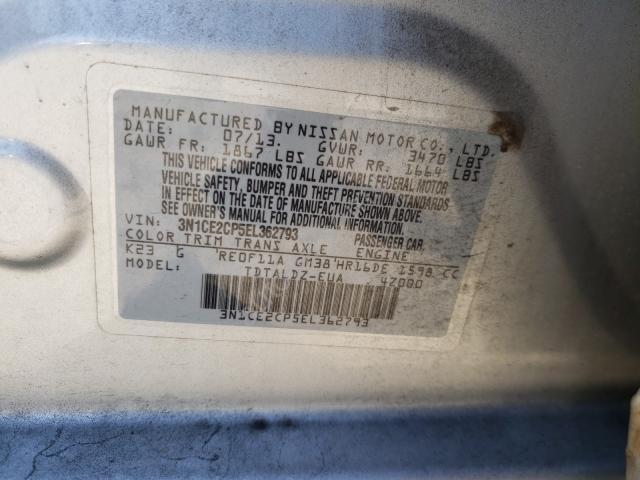 MANUFACTURED BY NISSAN MOTOR CO., LTD.
DATE: 07/13. GVWR: 3470 LBS
GAWR FR: 1867 LBS GAWR RR: 1664 LBS
THIS VEHICLE CONFORMS TO ALL APPLICABLE FEDERAL MOTOR
VEHICLE SAFETY, BUMPER AND THEFT PREVENTION STANDARDS
IN EFFECT ON THE DATE OF MANUFACTURE SHOWN ABOVE.
SEE OWNER'S MANUAL FOR ADDITIONAL INFORMATION.
VIN: 3N1CE2CP5EL362793 PASSENGER CAR.
COLOR TRIM TRANS AXLE ENGINE
K23 G RE0F11A GM38 HR16DE 1598 CC
MODEL: TDTALDZ-EUA 4Z000
3N1CE2CP5EL362793